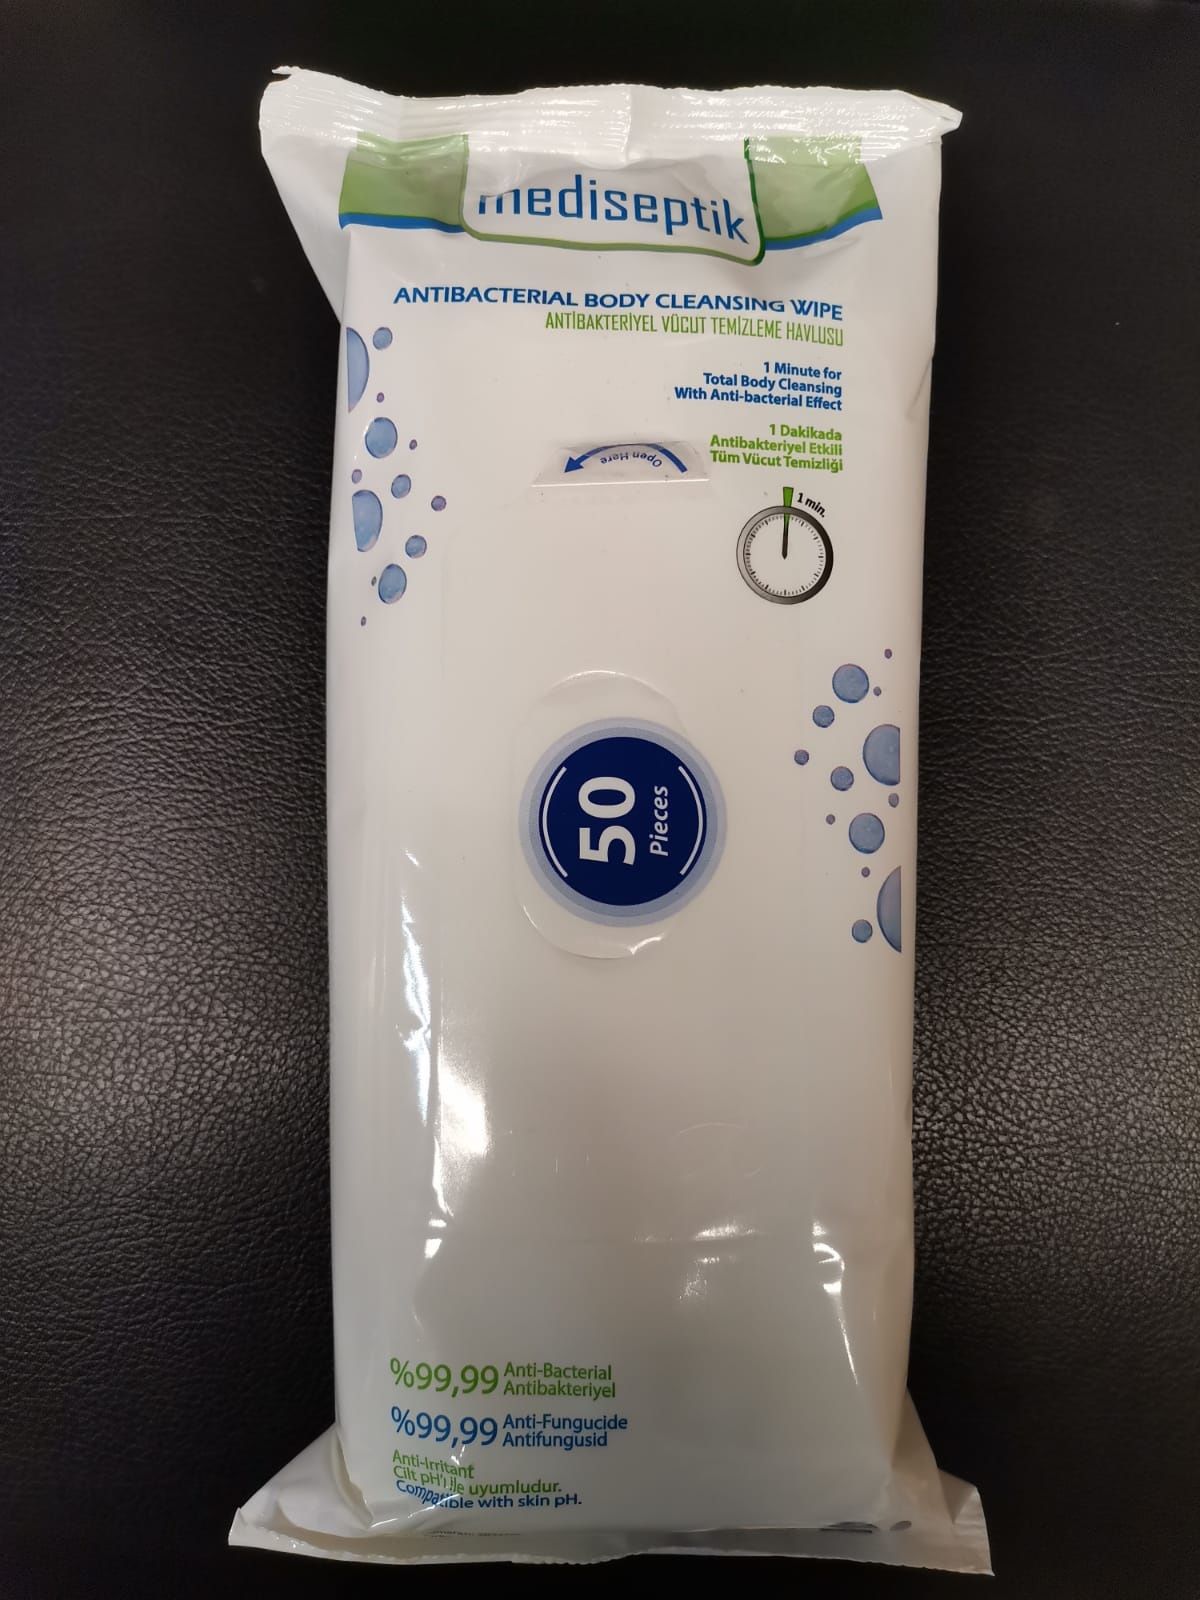 mediseptik
ANTIBACTERIAL BODY CLEANSING WIPE
ANTİBAKTERİYEL VÜCUT TEMİZLEME HAVLUSU
1 Minute for
Total Body Cleansing
With Anti-bacterial Effect
1 Dakikada
Antibakteriyel Etkili
Tüm Vücut Temizliği
Open Here
1 min.
50
Pieces
%99,99 Anti-Bacterial
Antibakteriyel
%99,99 Anti-Fungucide
Antifungusid
Anti-Irritant
Cilt pH'ı ile uyumludur.
Compatible with skin pH.